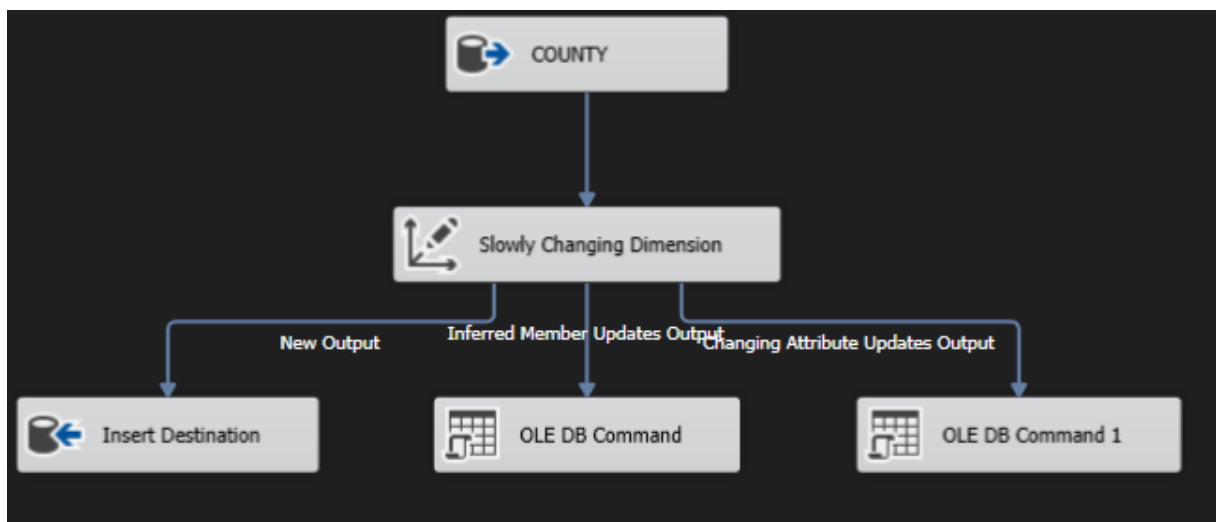 COUNTY
Slowly Changing Dimension
New Output
Inferred Member Updates Output
Changing Attribute Updates Output
Insert Destination
OLE DB Command
OLE DB Command 1